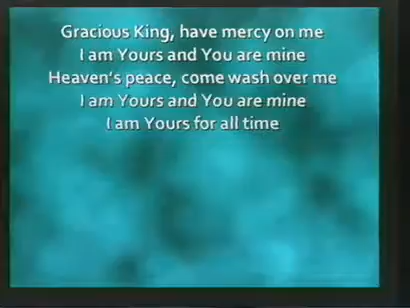 Gracious King, have mercy on me
I am Yours and You are mine
Heaven's peace, come wash over me
I am Yours and You are mine
I am Yours for all time